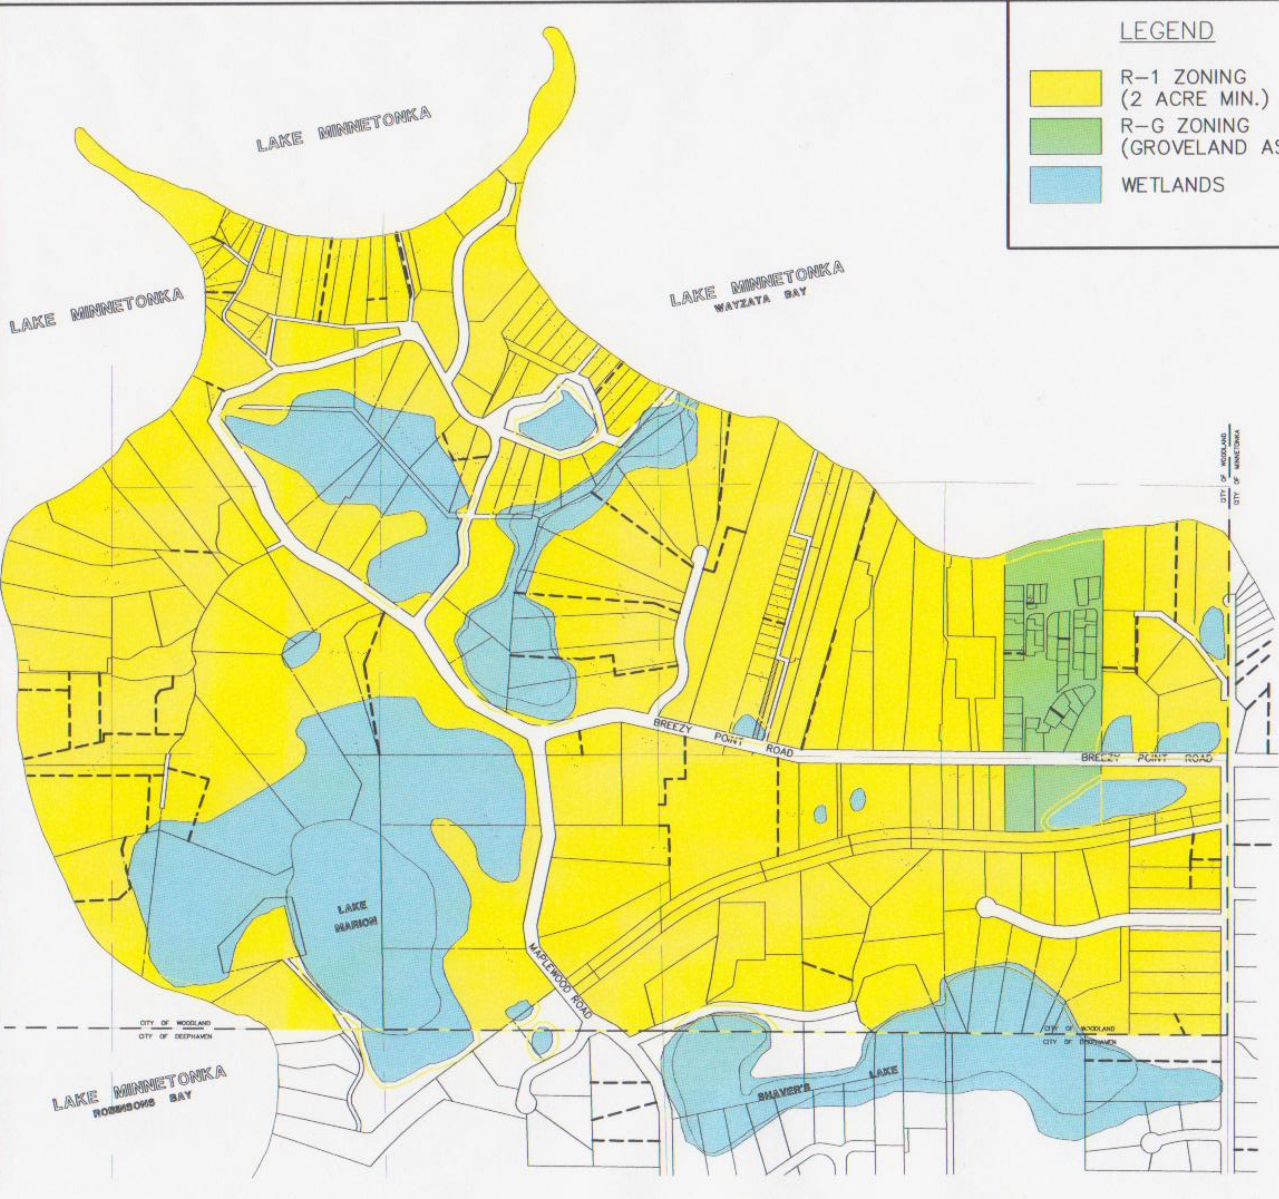 LEGEND
R-1 ZONING
(2 ACRE MIN.)
R-G ZONING
(GROVELAND AS
WETLANDS
LAKE MINNETONKA
LAKE MINNETONKA
LAKE MINNETONKA
WAYZATA BAY
CITY OF WOODLAND
CITY OF MINNETONKA
BREEZY POINT ROAD
BREEZY POINT ROAD
LAKE
MARION
MAPLEWOOD ROAD
CITY OF WOODLAND
CITY OF DEEPHAVEN
CITY OF WOODLAND
CITY OF DEEPHAVEN
LAKE MINNETONKA
ROBINSONS BAY
SHAVER'S LAKE